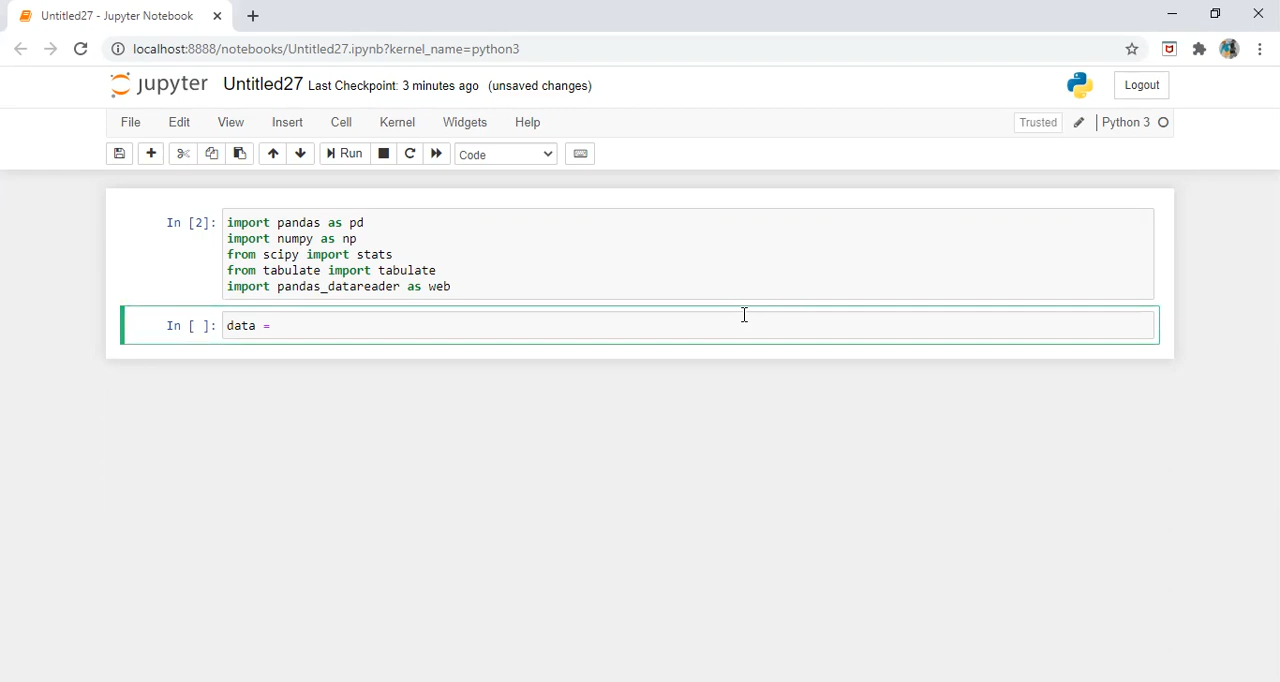 Untitled27 - Jupyter Notebook
localhost:8888/notebooks/Untitled27.ipynb?kernel_name=python3
jupyter Untitled27 Last Checkpoint: 3 minutes ago (unsaved changes) Logout
File Edit View Insert Cell Kernel Widgets Help Trusted Python 3
Run Code
In [2]: import pandas as pd
import numpy as np
from scipy import stats
from tabulate import tabulate
import pandas_datareader as web
In [ ]: data =